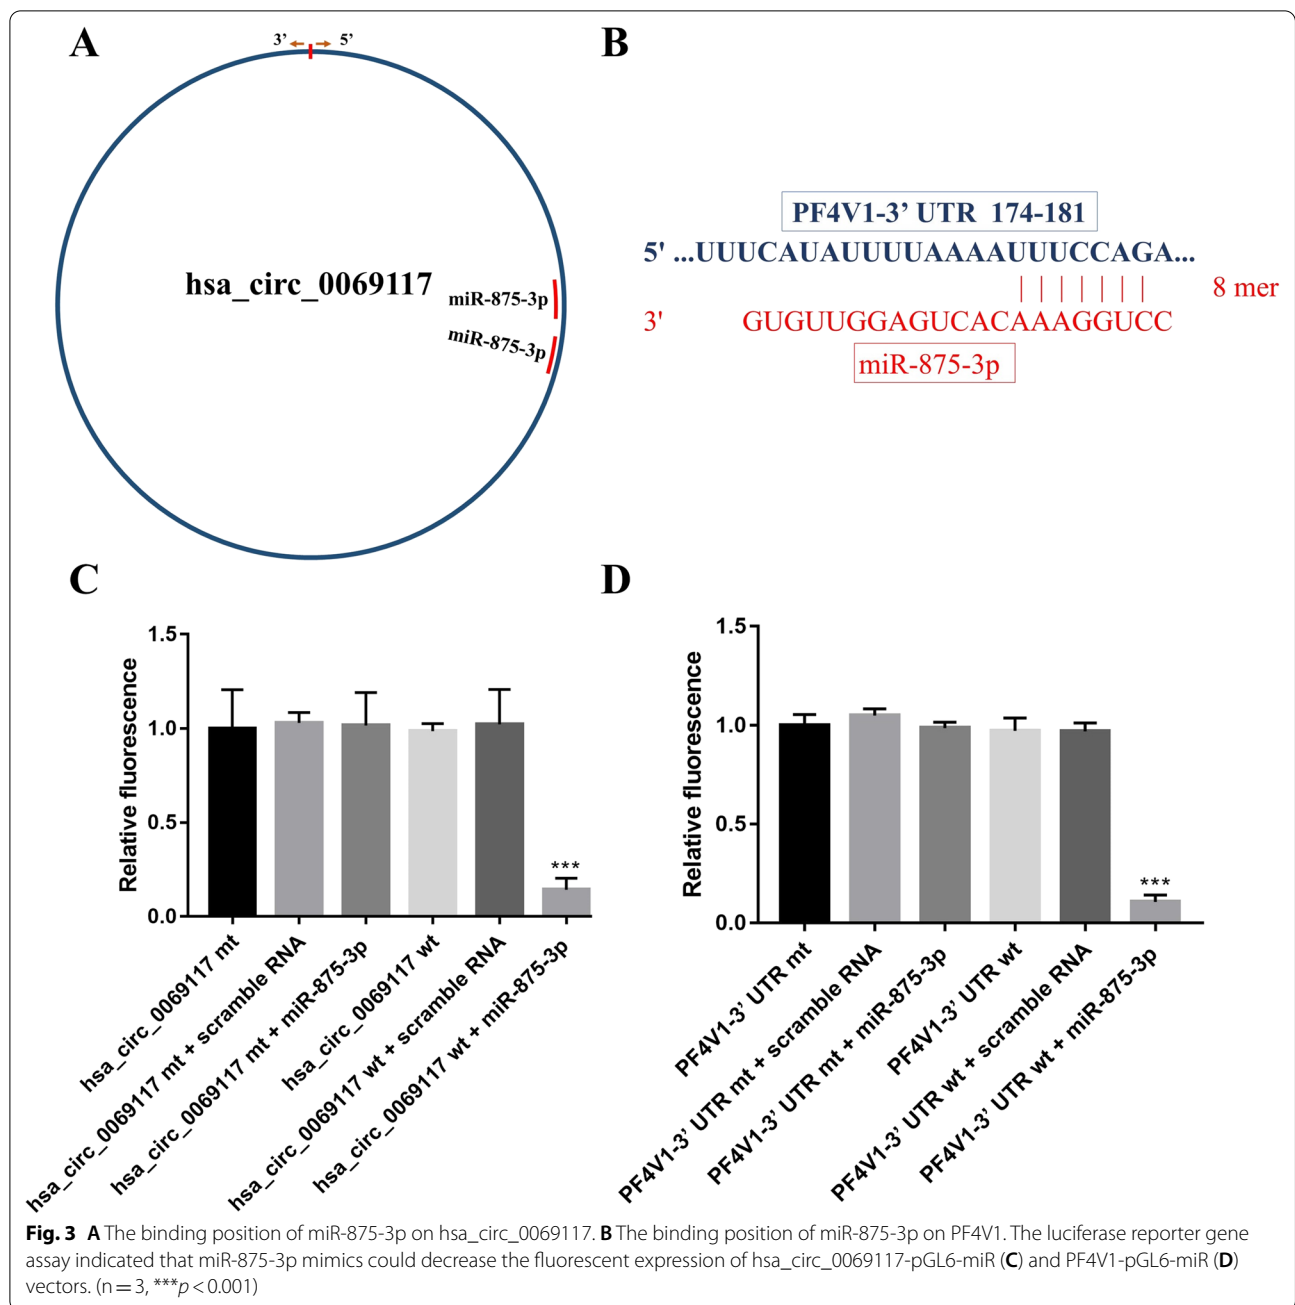 A
3’ 5’
hsa_circ_0069117
miR-875-3p
miR-875-3p
B
PF4V1-3’ UTR 174-181
5' ...UUUCAUAUUUUAAAAUUUCCAGA...
8 mer
3' GUGUUGGAGUCACAAAGGUCC
miR-875-3p
C
1.5
1.0
0.5
0.0
Relative fluorescence
***
hsa_circ_0069117 mt
hsa_circ_0069117 mt + scramble RNA
hsa_circ_0069117 mt + miR-875-3p
hsa_circ_0069117 wt
hsa_circ_0069117 wt + scramble RNA
hsa_circ_0069117 wt + miR-875-3p
D
1.5
1.0
0.5
0.0
Relative fluorescence
***
PF4V1-3’ UTR mt
PF4V1-3’ UTR mt + scramble RNA
PF4V1-3’ UTR mt + miR-875-3p
PF4V1-3’ UTR wt
PF4V1-3’ UTR wt + scramble RNA
PF4V1-3’ UTR wt + miR-875-3p
Fig. 3 A The binding position of miR-875-3p on hsa_circ_0069117. B The binding position of miR-875-3p on PF4V1. The luciferase reporter gene
assay indicated that miR-875-3p mimics could decrease the fluorescent expression of hsa_circ_0069117-pGL6-miR (C) and PF4V1-pGL6-miR (D)
vectors. (n = 3, ***p < 0.001)